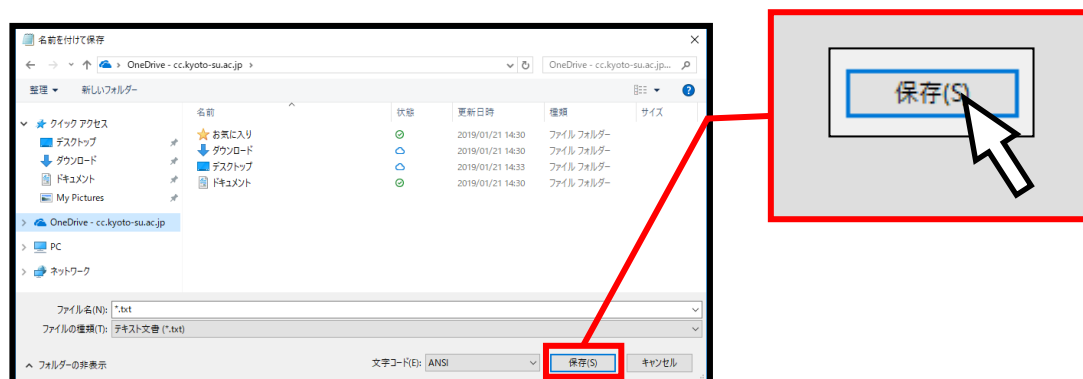 名前を付けて保存
OneDrive - cc.kyoto-su.ac.jp
OneDrive - cc.kyoto-su.ac.jp...
整理
新しいフォルダー
名前 状態 更新日時 種類 サイズ
クイック アクセス
デスクトップ
ダウンロード
ドキュメント
My Pictures
OneDrive - cc.kyoto-su.ac.jp
PC
ネットワーク
お気に入り 2019/01/21 14:30 ファイル フォルダー
ダウンロード 2019/01/21 14:30 ファイル フォルダー
デスクトップ 2019/01/21 14:33 ファイル フォルダー
ドキュメント 2019/01/21 14:30 ファイル フォルダー
ファイル名(N): *.txt
ファイルの種類(T): テキスト文書 (*.txt)
フォルダーの非表示
文字コード(E): ANSI
保存(S)
キャンセル
保存(S)